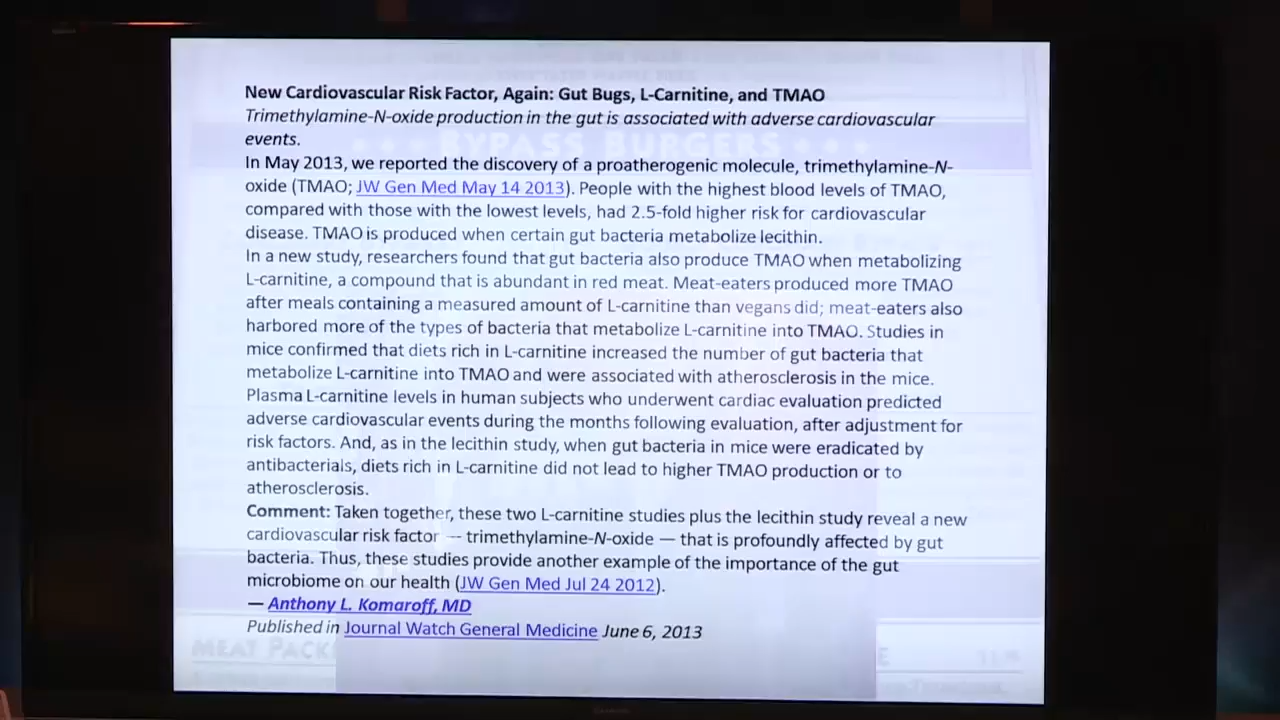 New Cardiovascular Risk Factor, Again: Gut Bugs, L-Carnitine, and TMAO
Trimethylamine-N-oxide production in the gut is associated with adverse cardiovascular
events.
BYPASS BURGERS
In May 2013, we reported the discovery of a proatherogenic molecule, trimethylamine-N-
oxide (TMAO; JW Gen Med May 14 2013). People with the highest blood levels of TMAO,
compared with those with the lowest levels, had 2.5-fold higher risk for cardiovascular
disease. TMAO is produced when certain gut bacteria metabolize lecithin.
In a new study, researchers found that gut bacteria also produce TMAO when metabolizing
L-carnitine, a compound that is abundant in red meat. Meat-eaters produced more TMAO
after meals containing a measured amount of L-carnitine than vegans did; meat-eaters also
harbored more of the types of bacteria that metabolize L-carnitine into TMAO. Studies in
mice confirmed that diets rich in L-carnitine increased the number of gut bacteria that
metabolize L-carnitine into TMAO and were associated with atherosclerosis in the mice.
Plasma L-carnitine levels in human subjects who underwent cardiac evaluation predicted
adverse cardiovascular events during the months following evaluation, after adjustment for
risk factors. And, as in the lecithin study, when gut bacteria in mice were eradicated by
antibacterials, diets rich in L-carnitine did not lead to higher TMAO production or to
atherosclerosis.
Comment: Taken together, these two L-carnitine studies plus the lecithin study reveal a new
cardiovascular risk factor — trimethylamine-N-oxide — that is profoundly affected by gut
bacteria. Thus, these studies provide another example of the importance of the gut
microbiome on our health (JW Gen Med Jul 24 2012).
— Anthony L. Komaroff, MD
Published in Journal Watch General Medicine June 6, 2013
MEAT